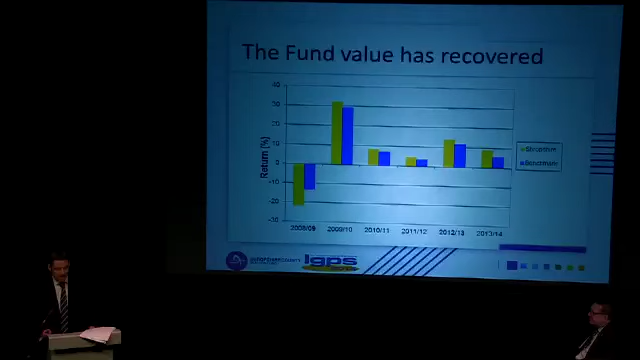 The Fund value has recovered
40
30
20
10
0
-10
-20
-30
Return (%)
2008/09
2009/10
2010/11
2011/12
2012/13
2013/14
Shropshire
Benchmark
lgps